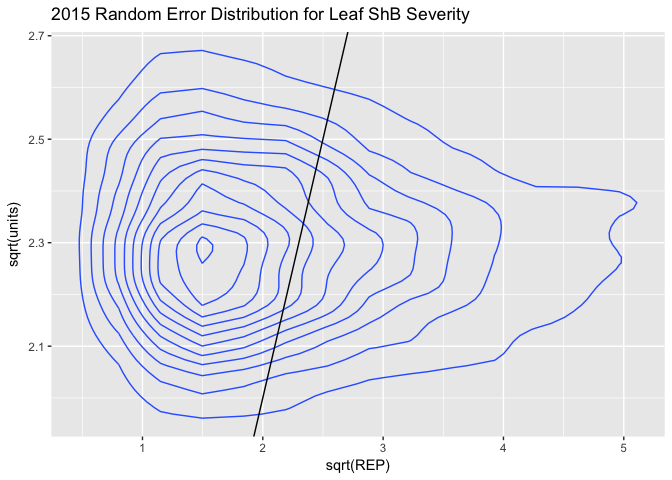 2015 Random Error Distribution for Leaf ShB Severity
2.7
2.5
2.3
2.1
sqrt(units)
1 2 3 4 5
sqrt(REP)